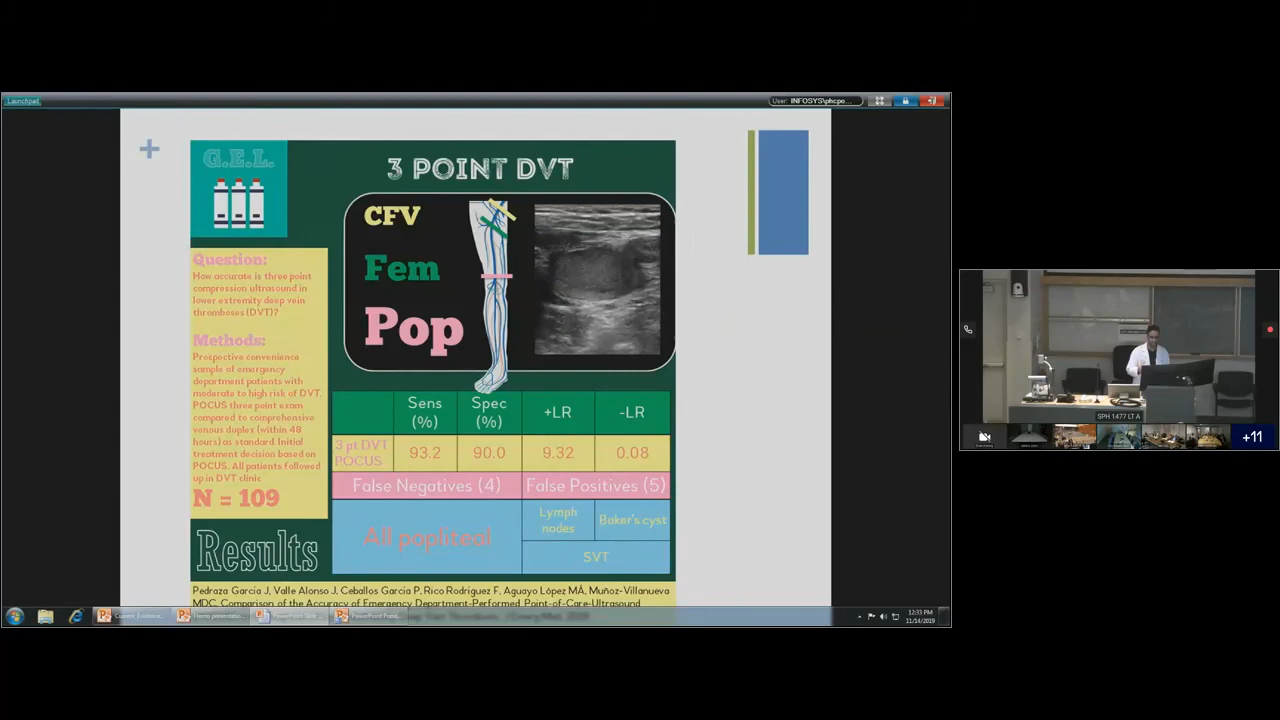 Launchpad
User: INFOSYS\phcpo...
G.E.L.
3 POINT DVT
CFV
Fem
Pop
Question:
How accurate is three point
compression ultrasound in
lower extremity deep vein
thromboses (DVT)?
Methods:
Prospective convenience
sample of emergency
department patients with
moderate to high risk of DVT.
POCUS three point exam
compared to comprehensive
venous duplex (within 48
hours) as standard. Initial
treatment decision based on
POCUS. All patients followed
up in DVT clinic
N = 109
Results
Sens (%) Spec (%) +LR -LR
3 pt DVT POCUS 93.2 90.0 9.32 0.08
False Negatives (4) False Positives (5)
All popliteal
Lymph nodes Baker's cyst
SVT
Pedraza García J, Valle Alonso J, Ceballos García P, Rico Rodríguez F, Aguayo López MÁ, Muñoz-Villanueva
MDC. Comparison of the Accuracy of Emergency Department-Performed Point-of-Care-Ultrasound
12:33 PM
11/14/2019
SPH 1477 LT A
+11